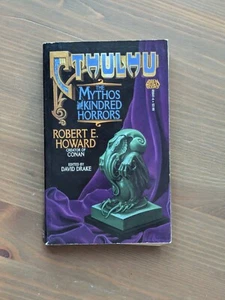 CTHULHU
THE
MYTHOS
AND KINDRED
HORRORS
ROBERT E.
HOWARD
CREATOR OF
CONAN
EDITED BY
DAVID DRAKE